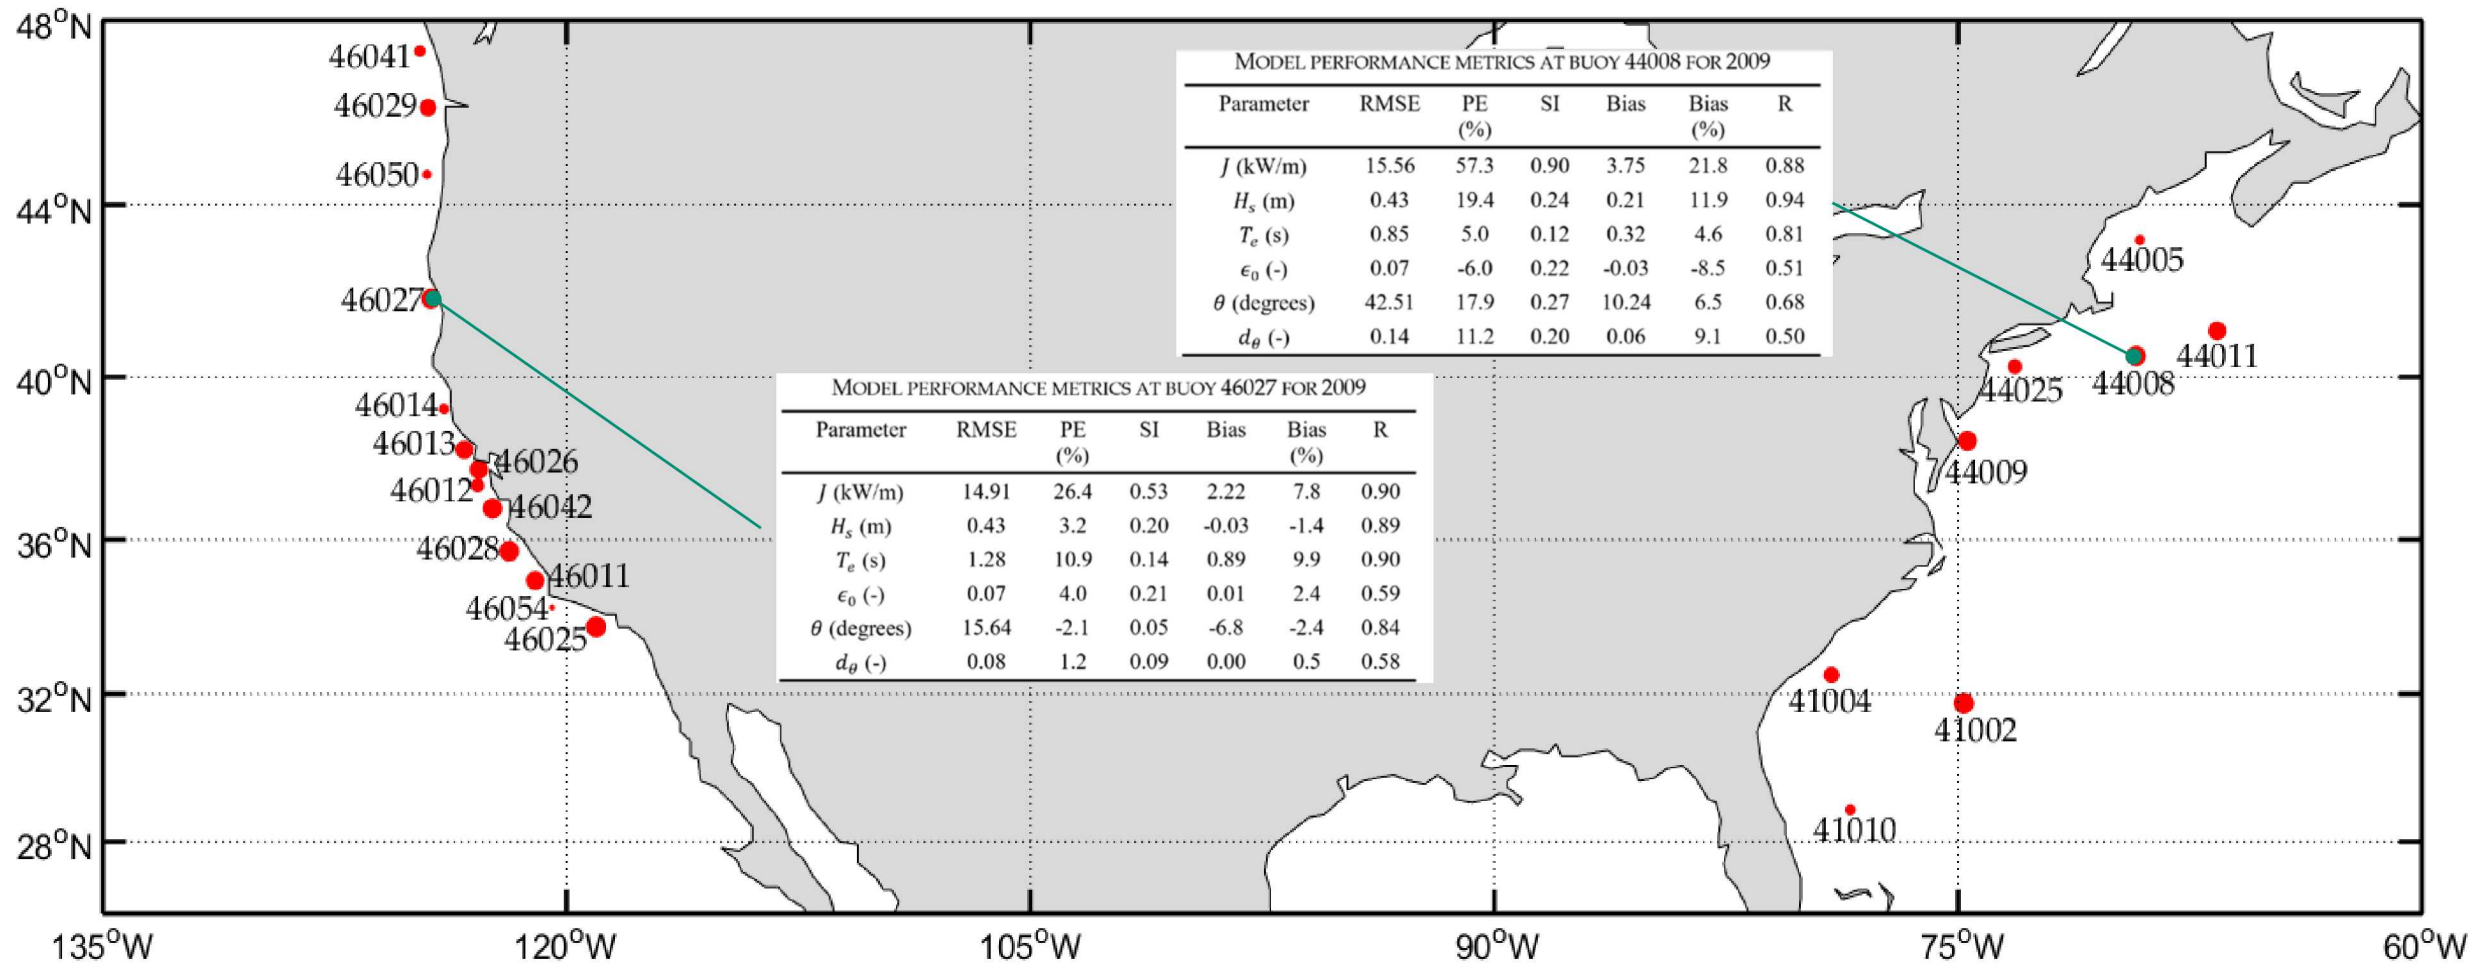 48°N
44°N
40°N
36°N
32°N
28°N
135°W
120°W
105°W
90°W
75°W
60°W
46041
46029
46050
46027
46014
46013
46026
46012
46042
46028
46011
46054
46025
MODEL PERFORMANCE METRICS AT BUOY 44008 FOR 2009
Parameter RMSE PE (%) SI Bias Bias (%) R
J (kW/m) 15.56 57.3 0.90 3.75 21.8 0.88
Hs (m) 0.43 19.4 0.24 0.21 11.9 0.94
Te (s) 0.85 5.0 0.12 0.32 4.6 0.81
ϵ0 (-) 0.07 -6.0 0.22 -0.03 -8.5 0.51
θ (degrees) 42.51 17.9 0.27 10.24 6.5 0.68
dθ (-) 0.14 11.2 0.20 0.06 9.1 0.50
MODEL PERFORMANCE METRICS AT BUOY 46027 FOR 2009
Parameter RMSE PE (%) SI Bias Bias (%) R
J (kW/m) 14.91 26.4 0.53 2.22 7.8 0.90
Hs (m) 0.43 3.2 0.20 -0.03 -1.4 0.89
Te (s) 1.28 10.9 0.14 0.89 9.9 0.90
ϵ0 (-) 0.07 4.0 0.21 0.01 2.4 0.59
θ (degrees) 15.64 -2.1 0.05 -6.8 -2.4 0.84
dθ (-) 0.08 1.2 0.09 0.00 0.5 0.58
44005
44011
44008
44025
44009
41004
41002
41010